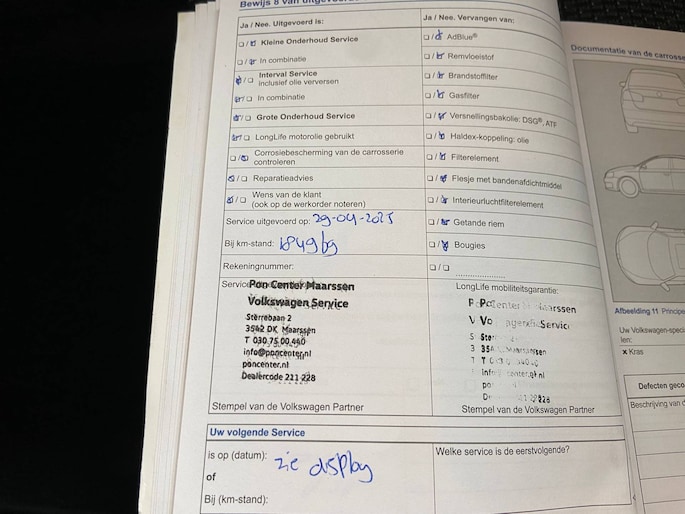 Bewijs 8 van uitgevoerd
Ja / Nee. Uitgevoerd is:
Kleine Onderhoud Service
In combinatie
Interval Service
inclusief olie verversen
In combinatie
Grote Onderhoud Service
LongLife motorolie gebruikt
Corrosiebescherming van de carrosserie
controleren
Reparatieadvies
Wens van de klant
(ook op de werkorder noteren)
Service uitgevoerd op: 29-04-2025
Bij km-stand:
Rekeningnummer:
Ja / Nee. Vervangen van:
AdBlue®
Remvloeistof
Brandstoffilter
Gasfilter
Versnellingsbakolie: DSG®, ATF
Haldex-koppeling: olie
Filterelement
Flesje met bandenafdichtmiddel
Interieurluchtfilterelement
Getande riem
Bougies
Service
Pon Center Maarssen
Volkswagen Service
Sterrebaan 2
3542 DK Maarssen
T 030 75 00 440
info@poncenter.nl
poncenter.nl
Dealercode 211 228
Stempel van de Volkswagen Partner
LongLife mobiliteitsgarantie:
Maarssen
Service
Stempel van de Volkswagen Partner
Uw volgende Service
is op (datum): zie display
of
Bij (km-stand):
Welke service is de eerstvolgende?
Documentatie van de carrosse
Afbeelding 11 Principe
Uw Volkswagen-speci
len:
x Kras
Defecten geco
Beschrijving van d